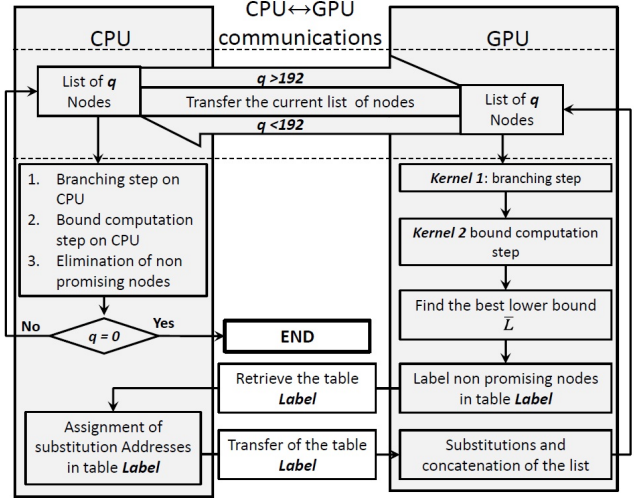 CPU↔GPU
communications
CPU
GPU
List of q
Nodes
q >192
Transfer the current list of nodes
q <192
List of q
Nodes
1. Branching step on
CPU
2. Bound computation
step on CPU
3. Elimination of non
promising nodes
Kernel 1: branching step
Kernel 2 bound computation
step
Find the best lower bound
L̅
No
q = 0
Yes
END
Label non promising nodes
in table Label
Retrieve the table
Label
Assignment of
substitution Addresses
in table Label
Transfer of the table
Label
Substitutions and
concatenation of the list